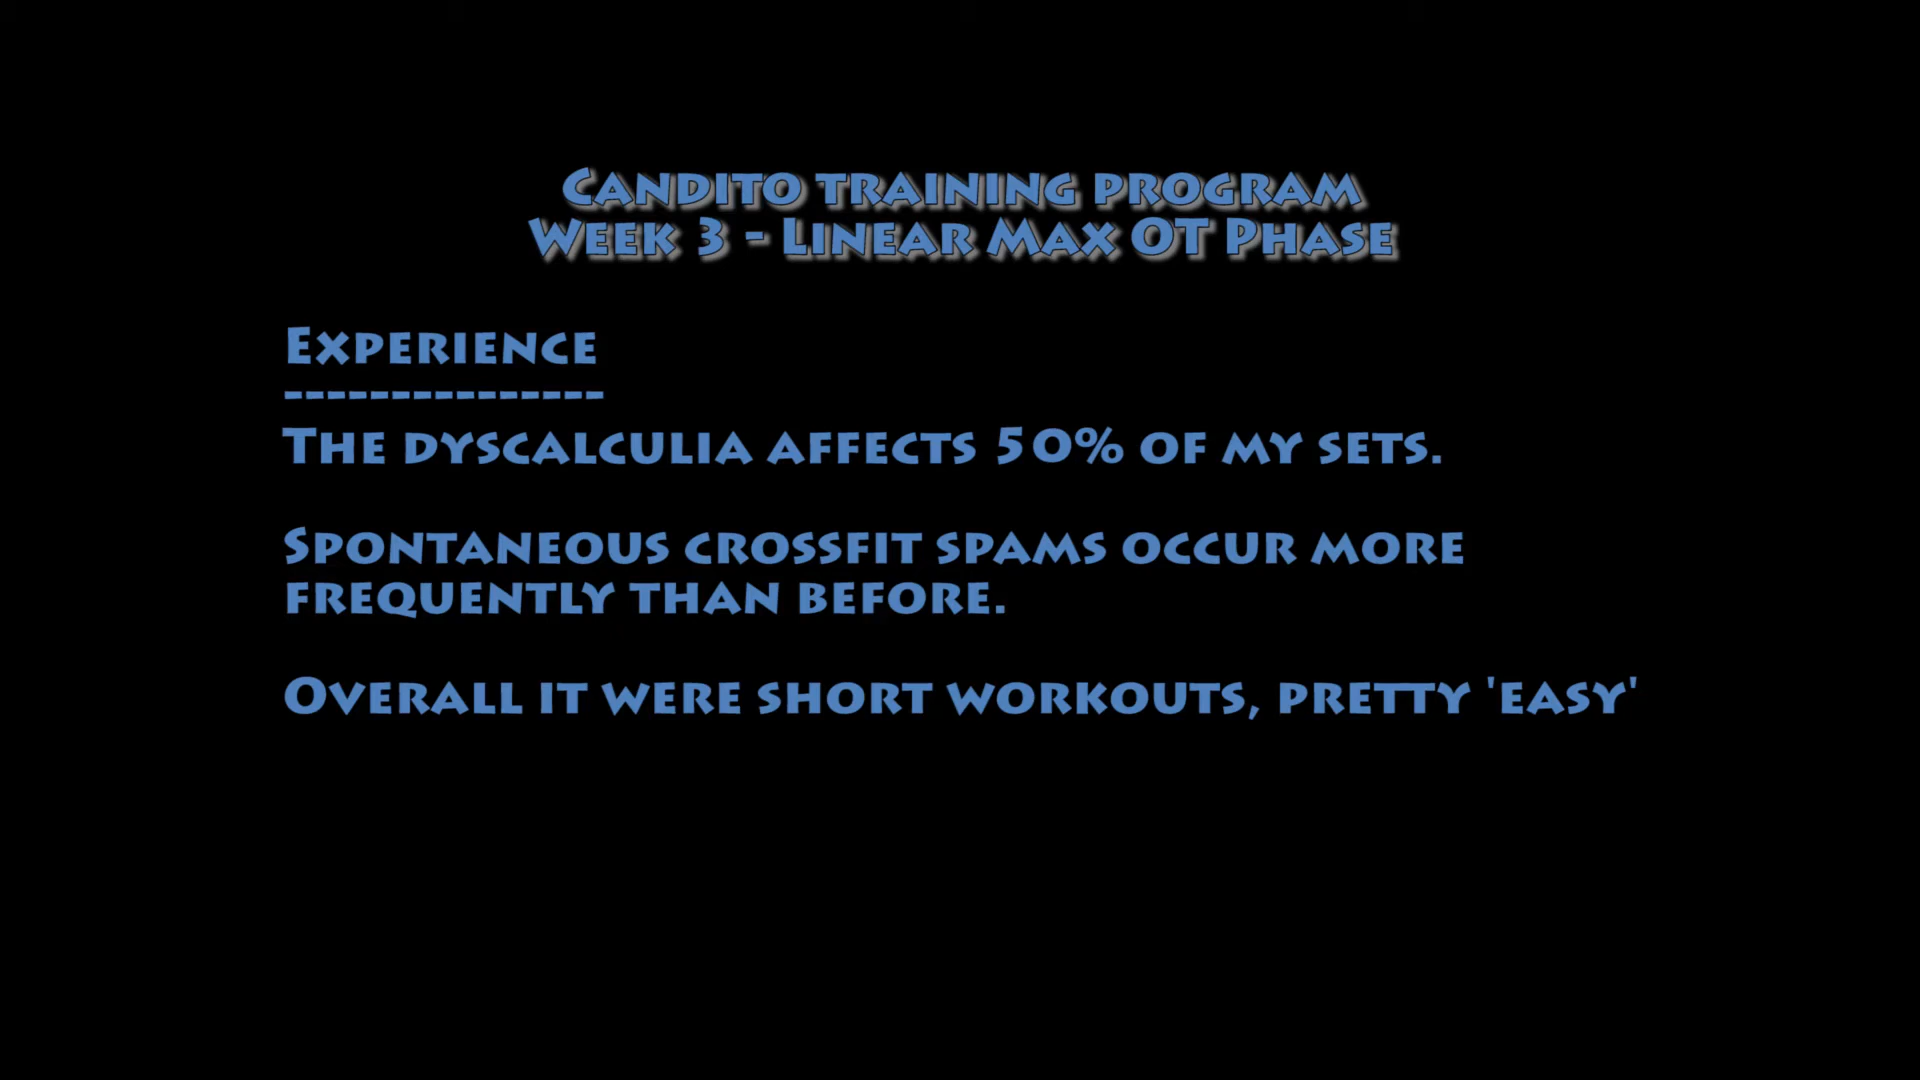 Candito training program
Week 3 - Linear Max OT Phase
Experience
---------------
The dyscalculia affects 50% of my sets.
Spontaneous crossfit spams occur more
frequently than before.
Overall it were short workouts, pretty 'easy'